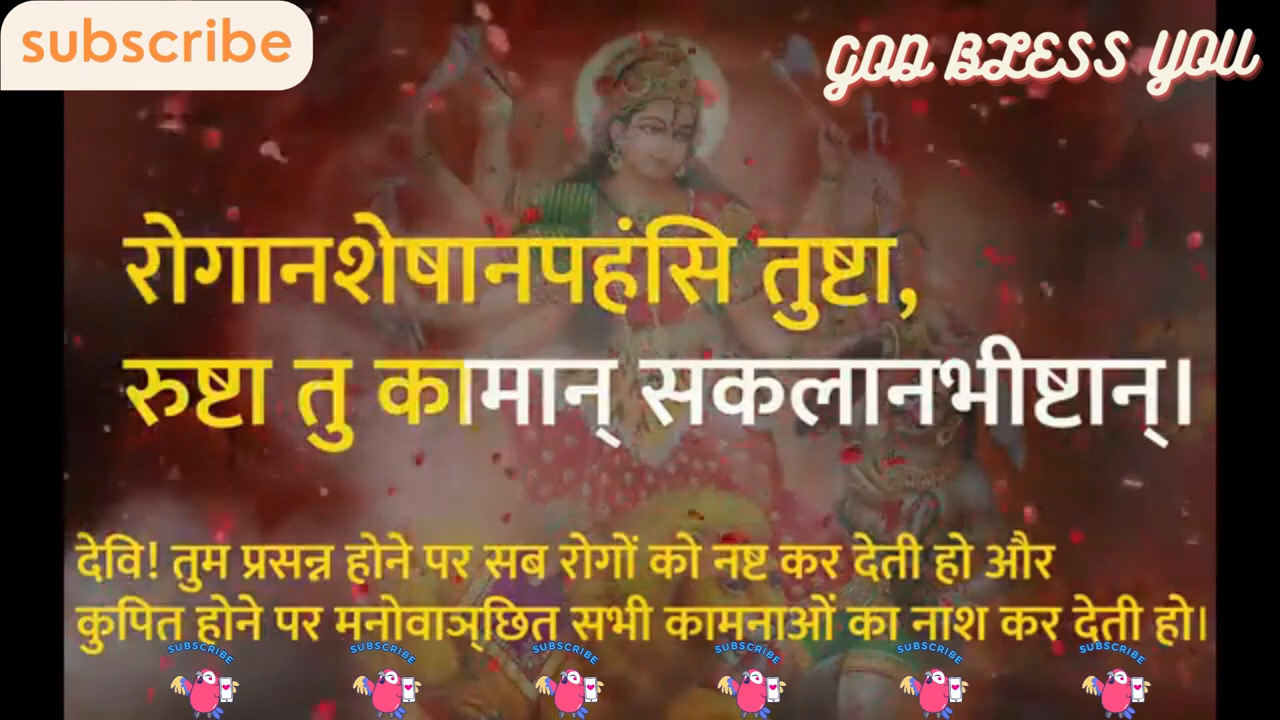 subscribe
GOD BLESS YOU
रोगानशेषानपहंसि तुष्टा,
रुष्टा तु कामान् सकलानभीष्टान्।
देवि! तुम प्रसन्न होने पर सब रोगों को नष्ट कर देती हो और
कुपित होने पर मनोवाञ्छित सभी कामनाओं का नाश कर देती हो।
SUBSCRIBE SUBSCRIBE SUBSCRIBE SUBSCRIBE SUBSCRIBE SUBSCRIBE